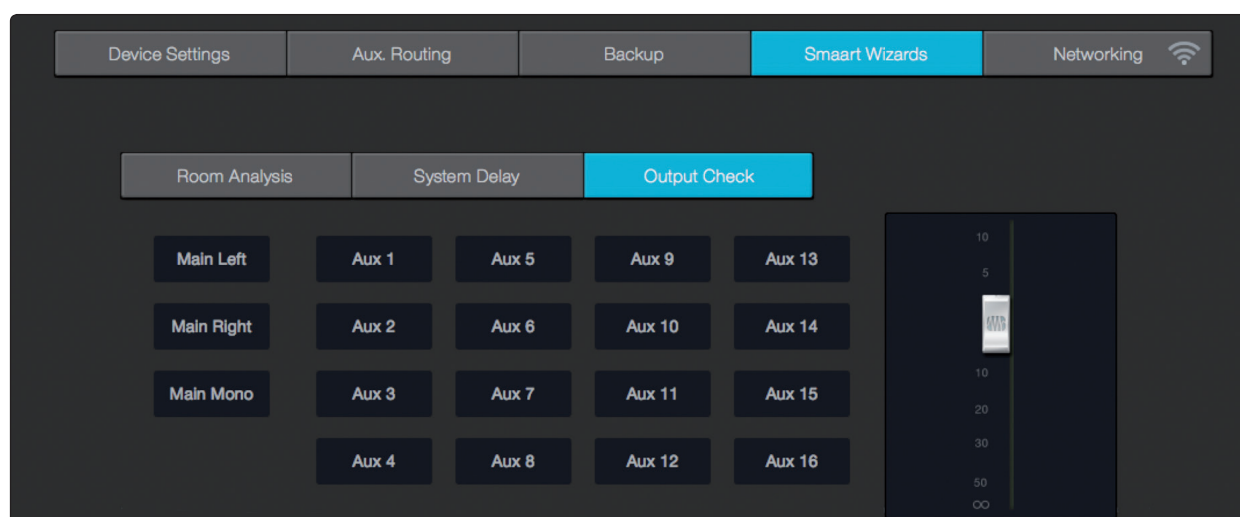 Device Settings Aux. Routing Backup Smaart Wizards Networking
Room Analysis System Delay Output Check
Main Left Aux 1 Aux 5 Aux 9 Aux 13
Main Right Aux 2 Aux 6 Aux 10 Aux 14
Main Mono Aux 3 Aux 7 Aux 11 Aux 15
Aux 4 Aux 8 Aux 12 Aux 16
10
5
10
20
30
50
∞